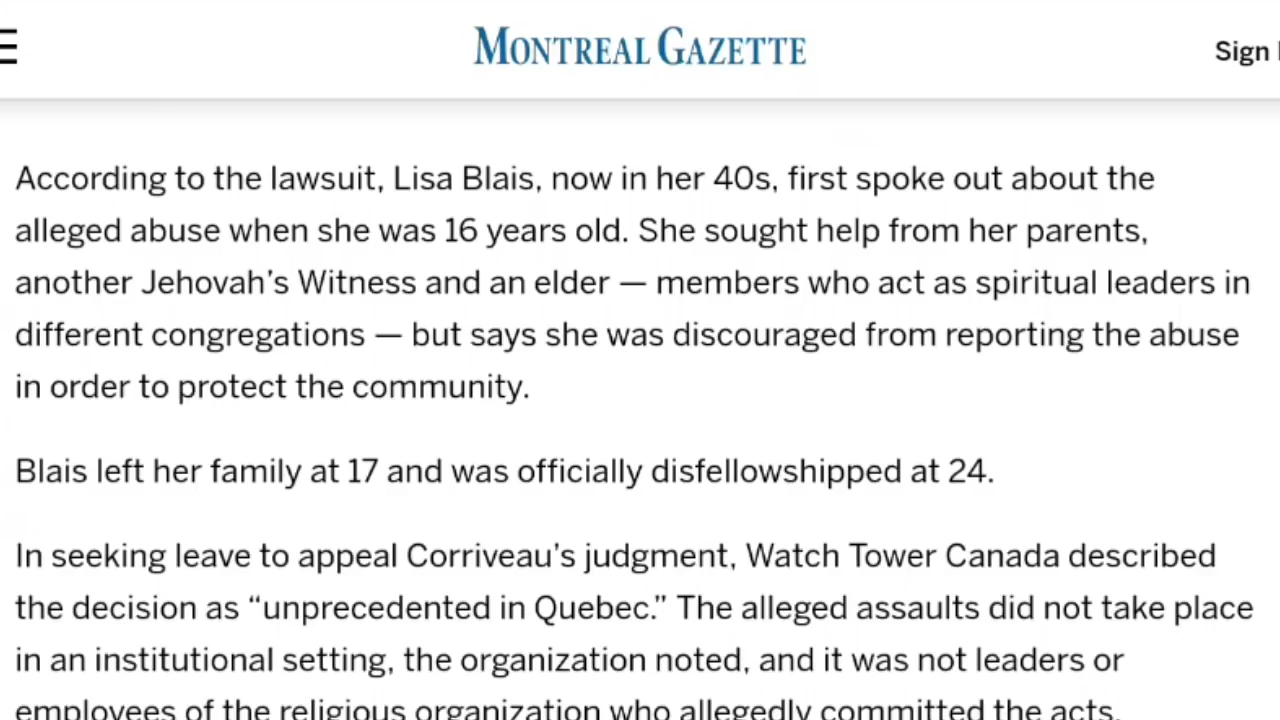 MONTREAL GAZETTE
Sign
According to the lawsuit, Lisa Blais, now in her 40s, first spoke out about the
alleged abuse when she was 16 years old. She sought help from her parents,
another Jehovah’s Witness and an elder — members who act as spiritual leaders in
different congregations — but says she was discouraged from reporting the abuse
in order to protect the community.
Blais left her family at 17 and was officially disfellowshipped at 24.
In seeking leave to appeal Corriveau’s judgment, Watch Tower Canada described
the decision as “unprecedented in Quebec.” The alleged assaults did not take place
in an institutional setting, the organization noted, and it was not leaders or
employees of the religious organization who allegedly committed the acts.